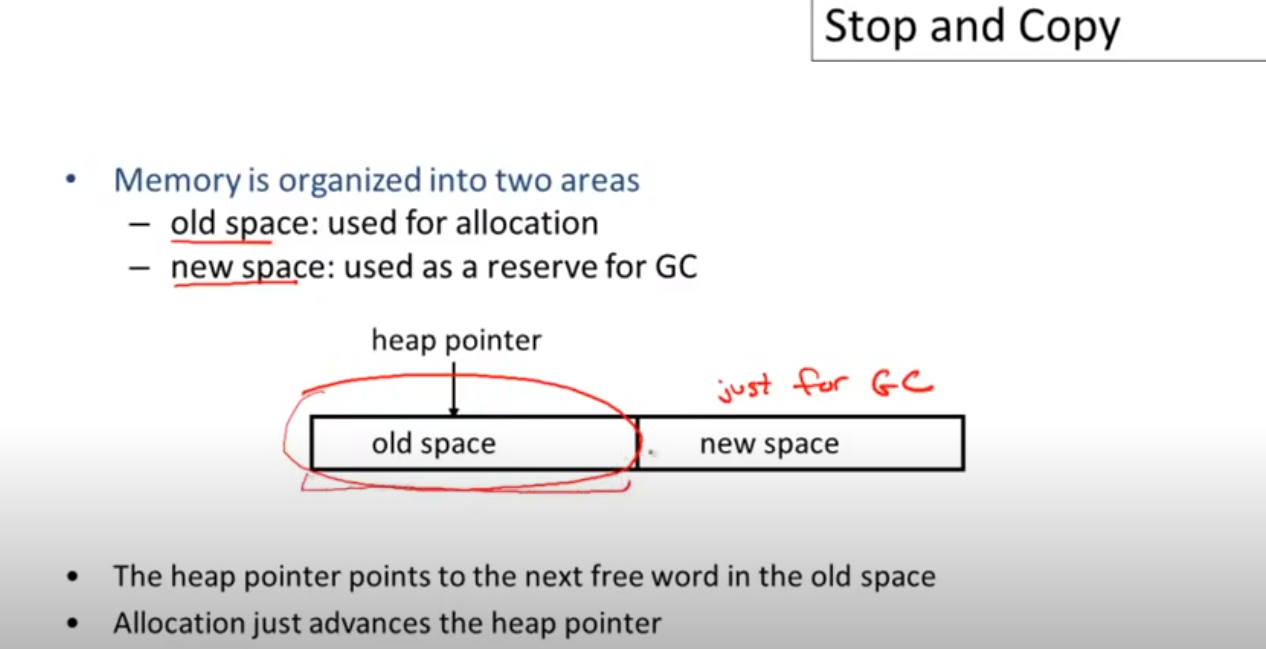 Stop and Copy
• Memory is organized into two areas
– old space: used for allocation
– new space: used as a reserve for GC
heap pointer
just for GC
old space
new space
• The heap pointer points to the next free word in the old space
• Allocation just advances the heap pointer